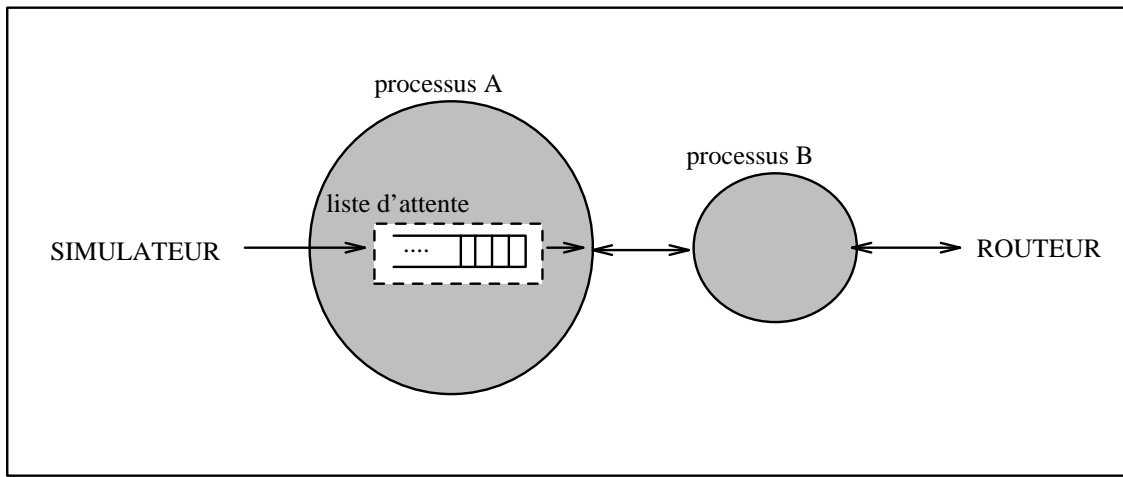 processus A
processus B
liste d'attente
SIMULATEUR
....
ROUTEUR